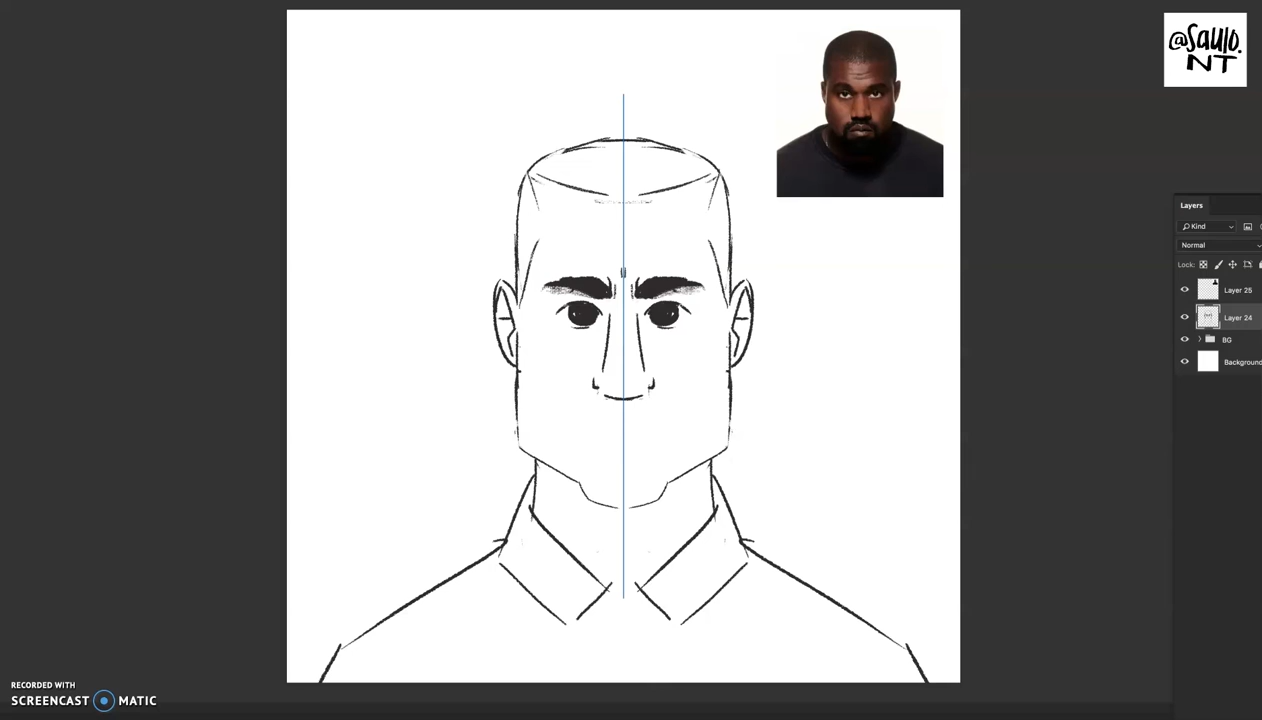 @Saulo.
NT
Layers
Kind
Normal
Lock:
Layer 25
Layer 24
BG
Background
RECORDED WITH
SCREENCAST MATIC